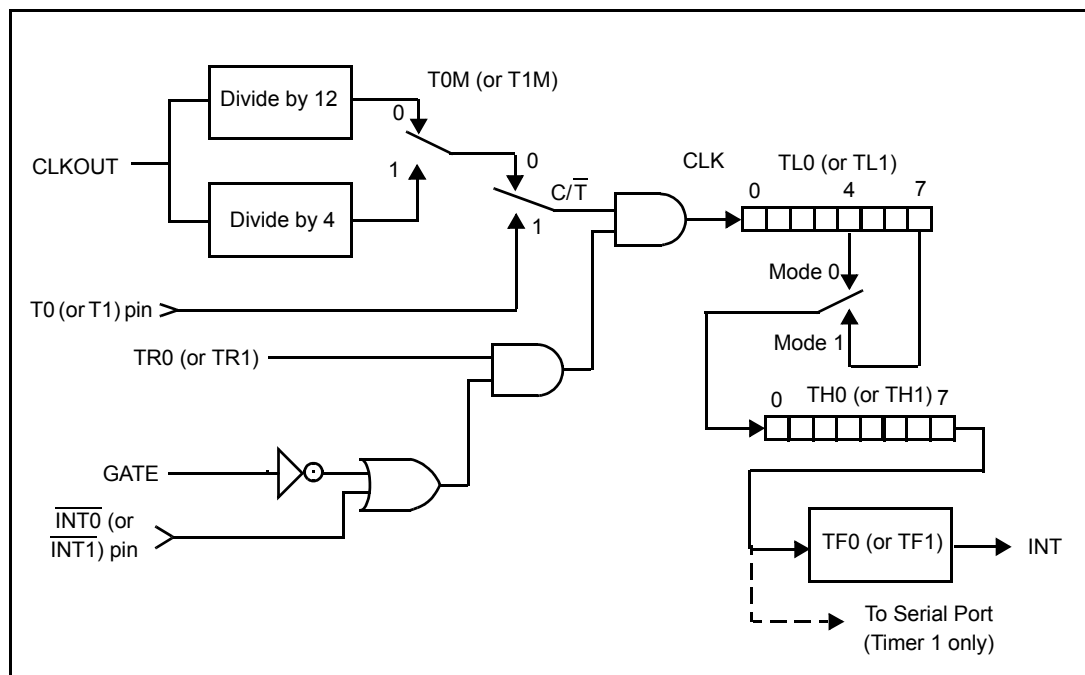 T0M (or T1M)
Divide by 12
0
CLKOUT
1
0
Divide by 4
C/T̅
1
CLK
TL0 (or TL1)
0 4 7
T0 (or T1) pin
Mode 0
Mode 1
TR0 (or TR1)
TH0 (or TH1)
0 7
GATE
I̅N̅T̅0̅ (or
I̅N̅T̅1̅) pin
TF0 (or TF1)
INT
To Serial Port
(Timer 1 only)